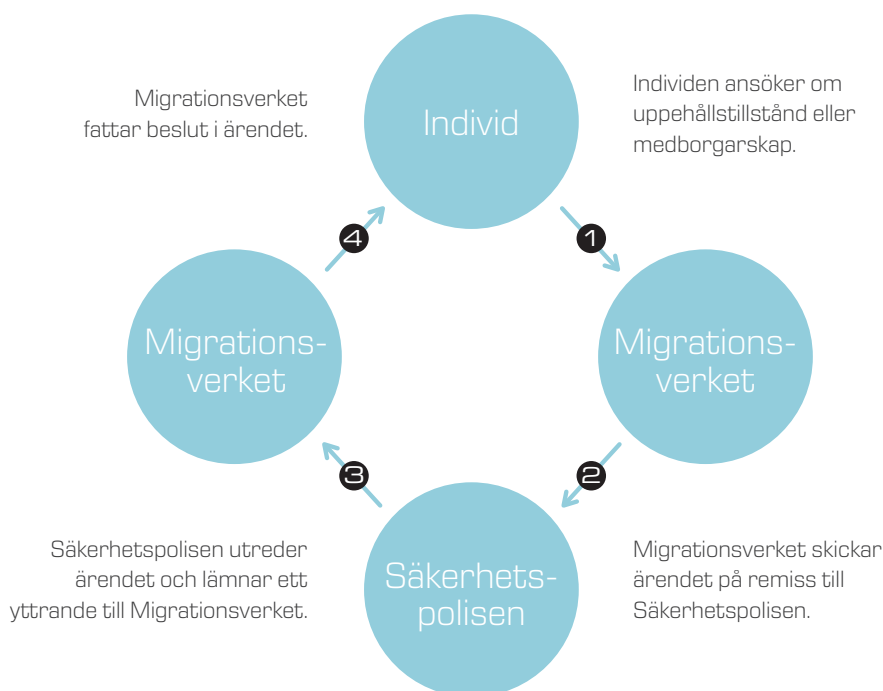 Individ
Individen ansöker om
uppehållstillstånd eller
medborgarskap.
1
Migrations-
verket
2
Migrationsverket skickar
ärendet på remiss till
Säkerhetspolisen.
Säkerhets-
polisen
3
Säkerhetspolisen utreder
ärendet och lämnar ett
yttrande till Migrationsverket.
Migrations-
verket
4
Migrationsverket
fattar beslut i ärendet.